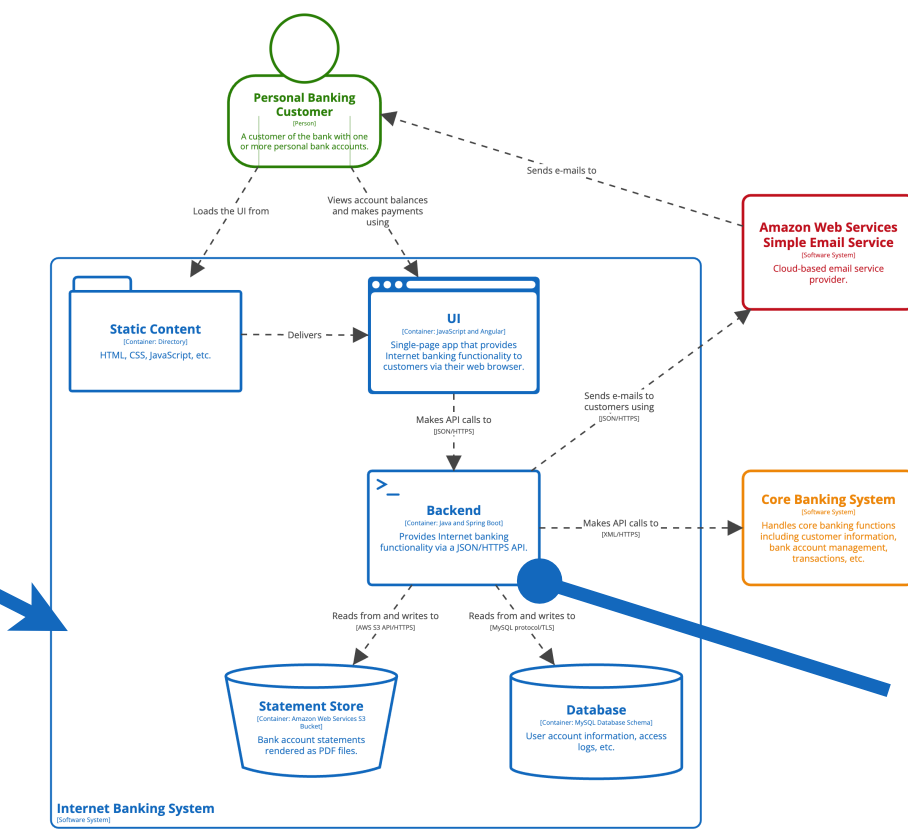 Personal Banking
Customer
[Person]
A customer of the bank with one
or more personal bank accounts.
Sends e-mails to
Loads the UI from
Views account balances
and makes payments
using
Amazon Web Services
Simple Email Service
[Software System]
Cloud-based email service
provider.
Static Content
[Container: Directory]
HTML, CSS, JavaScript, etc.
Delivers
UI
[Container: JavaScript and Angular]
Single-page app that provides
Internet banking functionality to
customers via their web browser.
Makes API calls to
[JSON/HTTPS]
Sends e-mails to
customers using
[JSON/HTTPS]
>_
Backend
[Container: Java and Spring Boot]
Provides Internet banking
functionality via a JSON/HTTPS API.
Makes API calls to
[XML/HTTPS]
Core Banking System
[Software System]
Handles core banking functions
including customer information,
bank account management,
transactions, etc.
Reads from and writes to
[AWS S3 API/HTTPS]
Reads from and writes to
[MySQL protocol/TLS]
Statement Store
[Container: Amazon Web Services S3
Bucket]
Bank account statements
rendered as PDF files.
Database
[Container: MySQL Database Schema]
User account information, access
logs, etc.
Internet Banking System
[Software System]